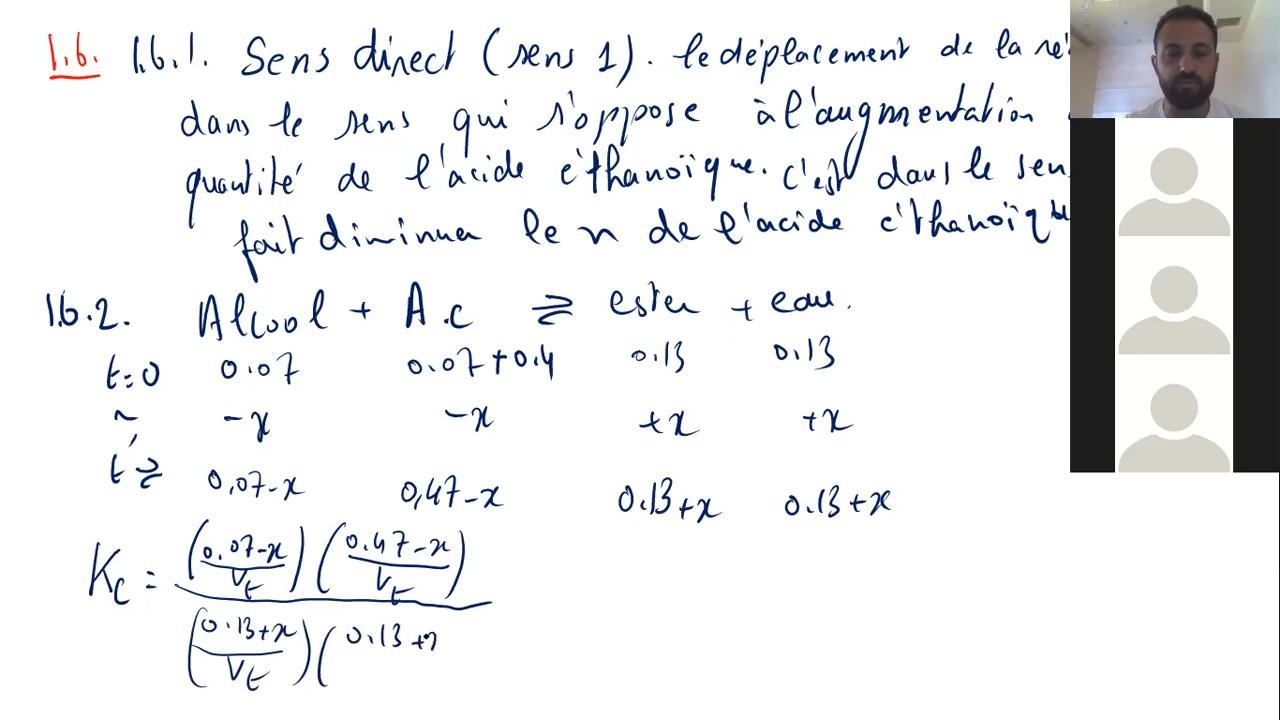 1.6. 1.6.1. Sens direct (sens 1). le déplacement de la ré
dans le sens qui s'oppose à l'augmentation
quantité de l'acide éthanoïque. c'est dans le sen
fait diminuer le n de l'acide éthanoïque
1.6.2. Alcool + A.c ⇌ ester + eau.
t=0 0.07 0.07+0.4 0.13 0.13
~ -x -x +x +x
t'⇌ 0,07-x 0,47-x 0.13+x 0.13+x
Kc = ((0.07-x)/Vt) ((0.47-x)/Vt)
((0.13+x)/Vt) (0.13+x